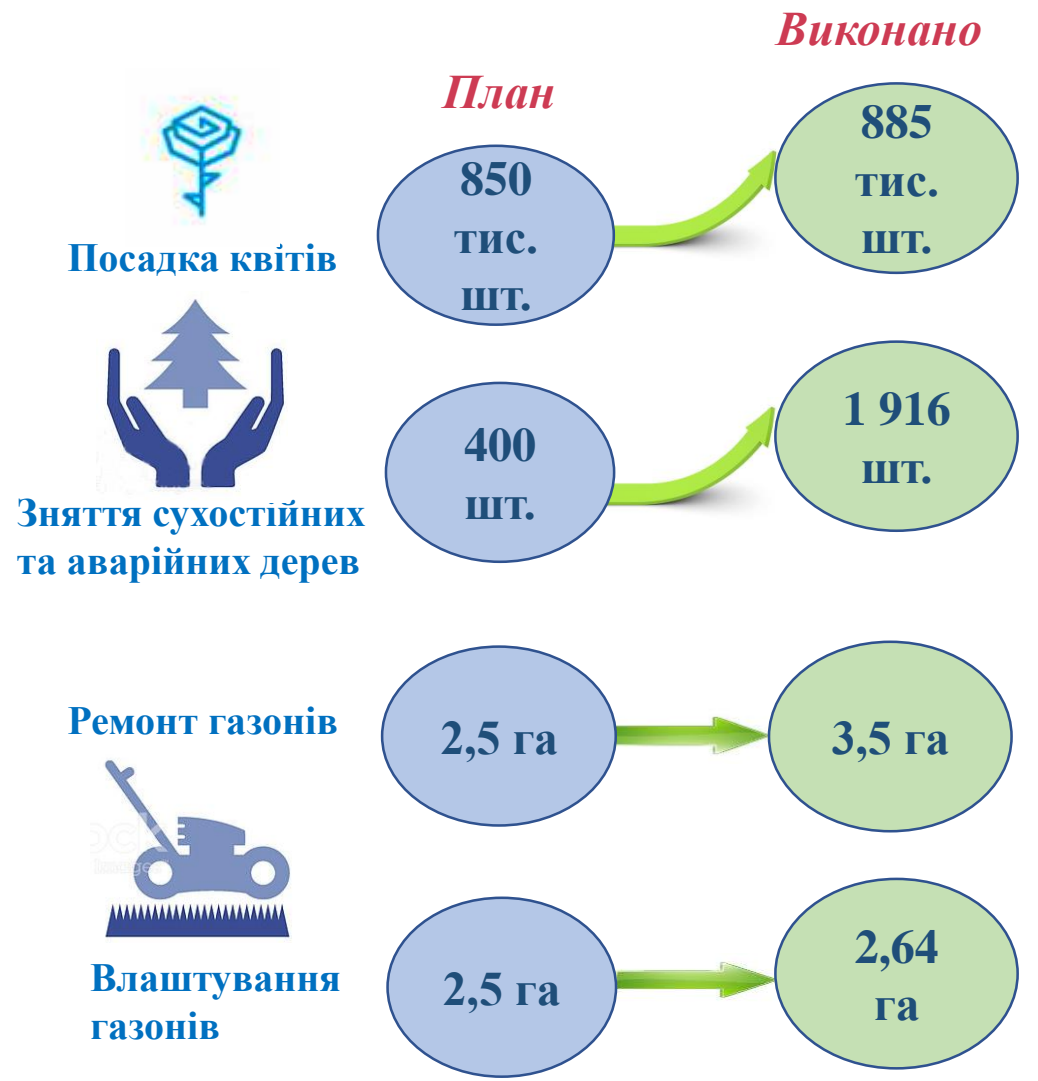 Виконано
План
Посадка квітів
850
тис.
шт.
885
тис.
шт.
Зняття сухостійних
та аварійних дерев
400
шт.
1 916
шт.
Ремонт газонів
2,5 га
3,5 га
Влаштування
газонів
2,5 га
2,64
га